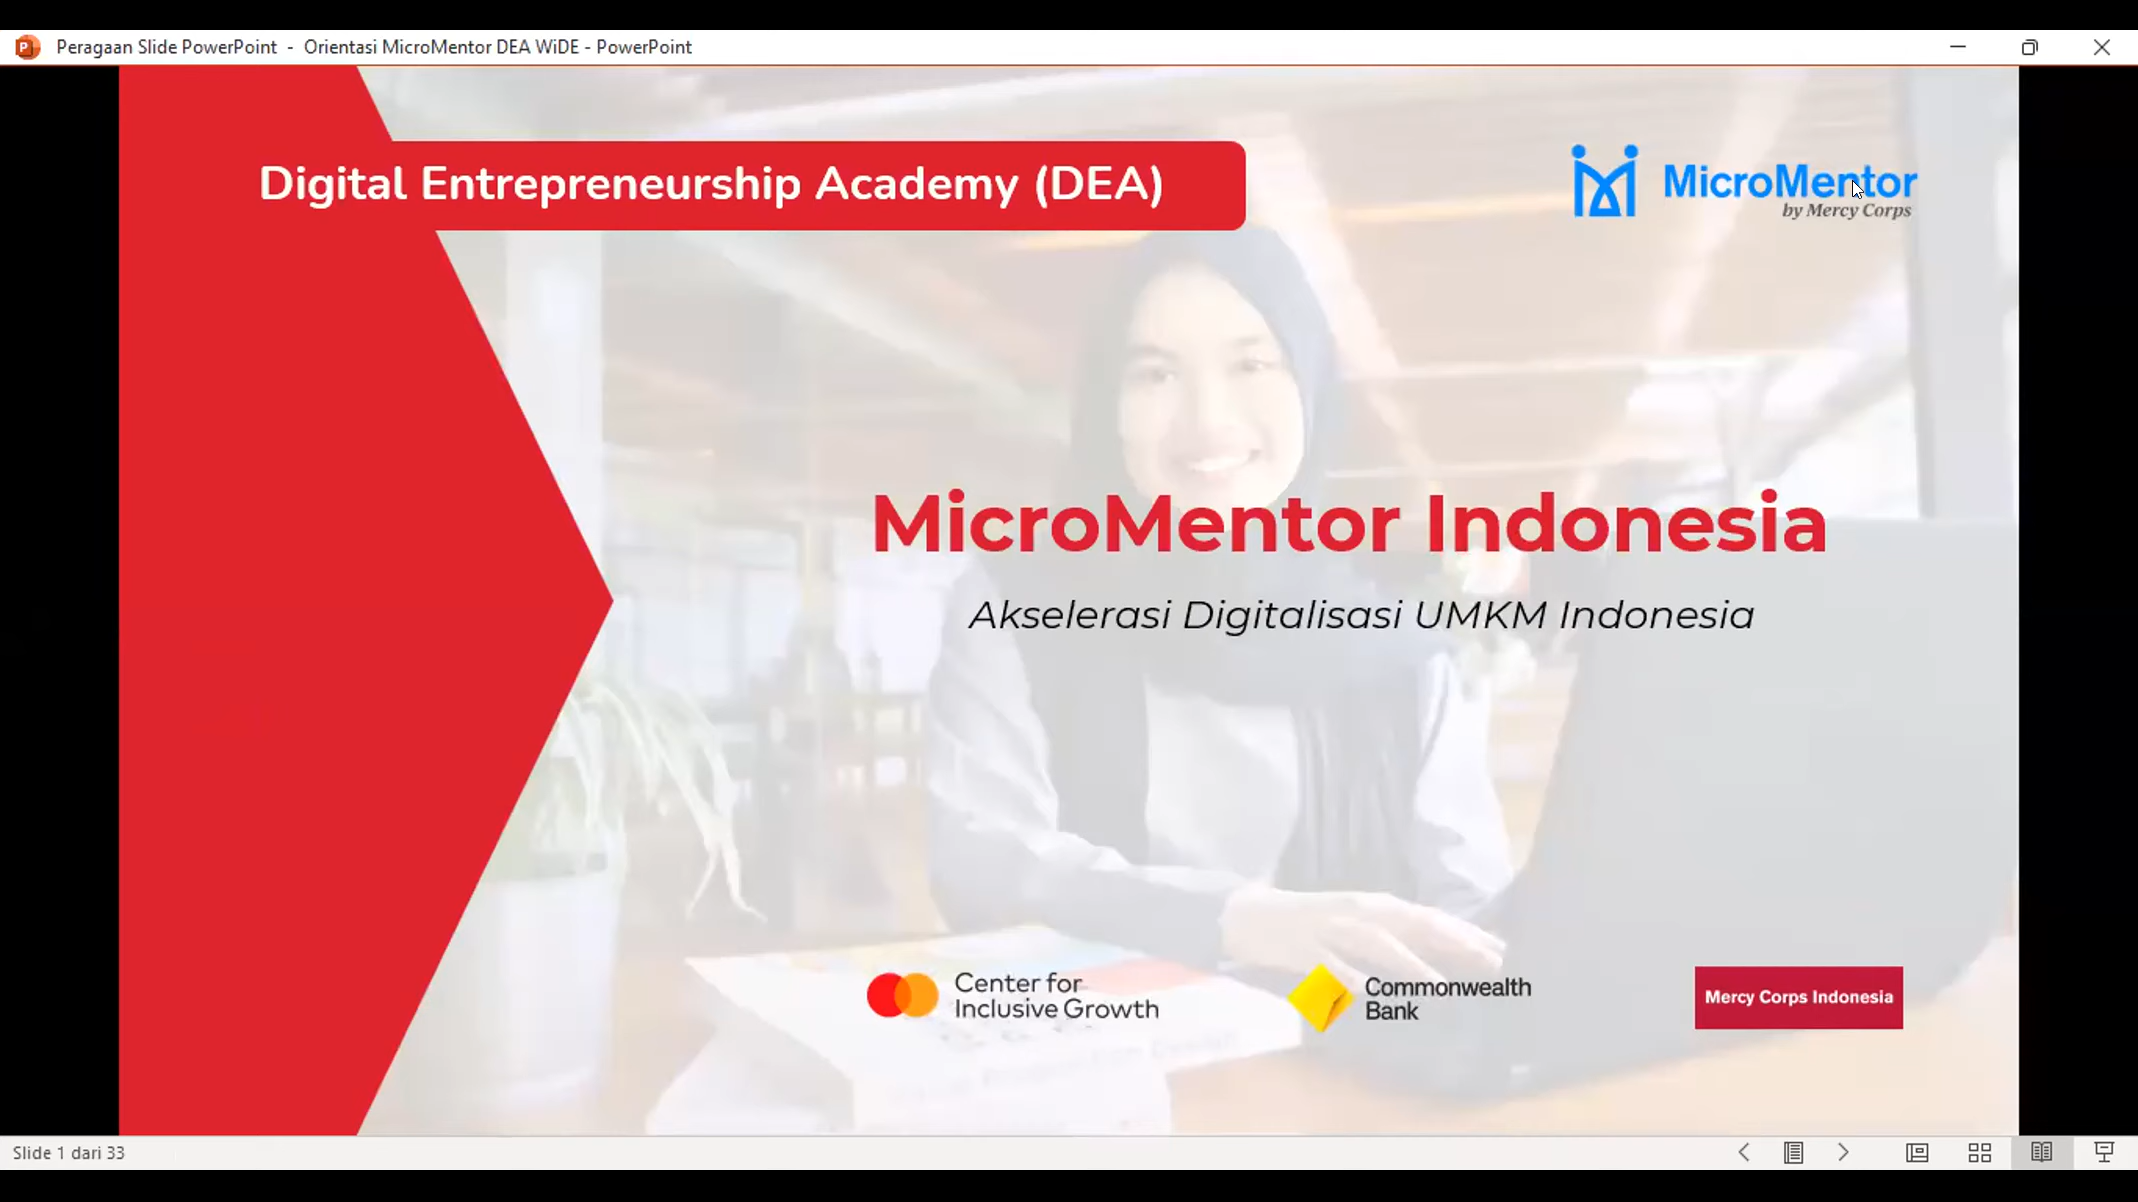 Peragaan Slide PowerPoint - Orientasi MicroMentor DEA WiDE - PowerPoint
Digital Entrepreneurship Academy (DEA)
MicroMentor
by Mercy Corps
MicroMentor Indonesia
Akselerasi Digitalisasi UMKM Indonesia
Center for
Inclusive Growth
Commonwealth
Bank
Mercy Corps Indonesia
Slide 1 dari 33